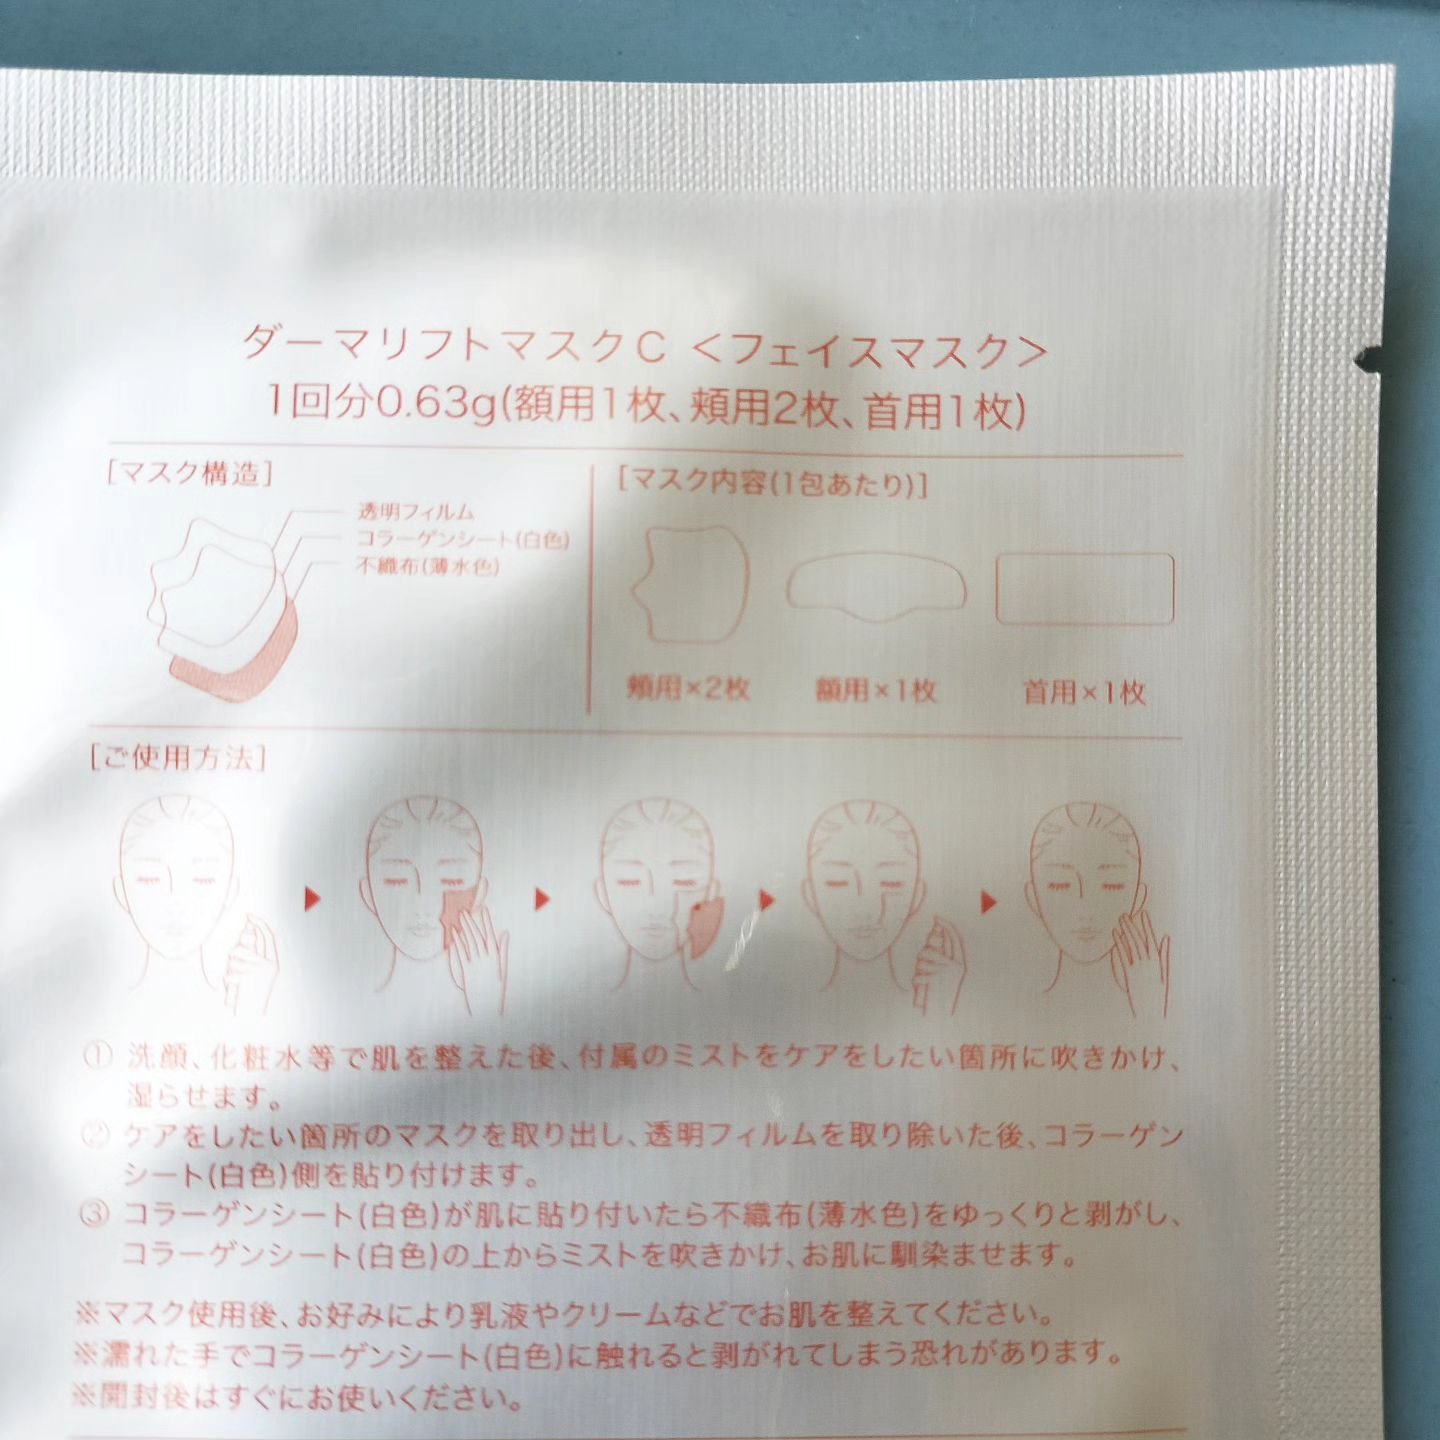 ダーマリフトマスクC <フェイスマスク>
1回分0.63g(額用1枚、頬用2枚、首用1枚)
[マスク構造]
透明フィルム
コラーゲンシート(白色)
不織布(薄水色)
[マスク内容(1包あたり)]
頬用×2枚
額用×1枚
首用×1枚
[ご使用方法]
① 洗顔、化粧水等で肌を整えた後、付属のミストをケアをしたい箇所に吹きかけ、
湿らせます。
② ケアをしたい箇所のマスクを取り出し、透明フィルムを取り除いた後、コラーゲン
シート(白色)側を貼り付けます。
③ コラーゲンシート(白色)が肌に貼り付いたら不織布(薄水色)をゆっくりと剥がし、
コラーゲンシート(白色)の上からミストを吹きかけ、お肌に馴染ませます。
※マスク使用後、お好みにより乳液やクリームなどでお肌を整えてください。
※濡れた手でコラーゲンシート(白色)に触れると剥がれてしまう恐れがあります。
※開封後はすぐにお使いください。